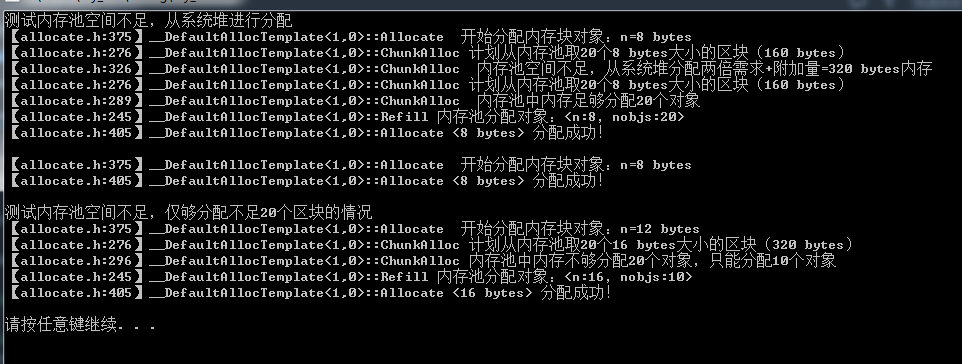 测试内存池空间不足，从系统堆进行分配
【allocate.h:375】__DefaultAllocTemplate<1,0>::Allocate 开始分配内存块对象：n=8 bytes
【allocate.h:276】__DefaultAllocTemplate<1,0>::ChunkAlloc 计划从内存池取20个8 bytes大小的区块（160 bytes）
【allocate.h:326】__DefaultAllocTemplate<1,0>::ChunkAlloc 内存池空间不足，从系统堆分配两倍需求+附加量=320 bytes内存
【allocate.h:276】__DefaultAllocTemplate<1,0>::ChunkAlloc 计划从内存池取20个8 bytes大小的区块（160 bytes）
【allocate.h:289】__DefaultAllocTemplate<1,0>::ChunkAlloc 内存池中内存足够分配20个对象
【allocate.h:245】__DefaultAllocTemplate<1,0>::Refill 内存池分配对象：<n:8, nobjs:20>
【allocate.h:405】__DefaultAllocTemplate<1,0>::Allocate <8 bytes> 分配成功！
【allocate.h:375】__DefaultAllocTemplate<1,0>::Allocate 开始分配内存块对象：n=8 bytes
【allocate.h:405】__DefaultAllocTemplate<1,0>::Allocate <8 bytes> 分配成功！
测试内存池空间不足，仅够分配不足20个区块的情况
【allocate.h:375】__DefaultAllocTemplate<1,0>::Allocate 开始分配内存块对象：n=12 bytes
【allocate.h:276】__DefaultAllocTemplate<1,0>::ChunkAlloc 计划从内存池取20个16 bytes大小的区块（320 bytes）
【allocate.h:296】__DefaultAllocTemplate<1,0>::ChunkAlloc 内存池中内存不够分配20个对象，只能分配10个对象
【allocate.h:245】__DefaultAllocTemplate<1,0>::Refill 内存池分配对象：<n:16, nobjs:10>
【allocate.h:405】__DefaultAllocTemplate<1,0>::Allocate <16 bytes> 分配成功！
请按任意键继续. . .